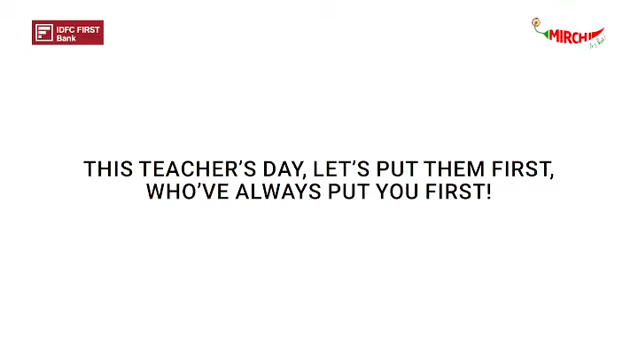 IDFC FIRST
Bank
MIRCHI
THIS TEACHER'S DAY, LET'S PUT THEM FIRST,
WHO'VE ALWAYS PUT YOU FIRST!